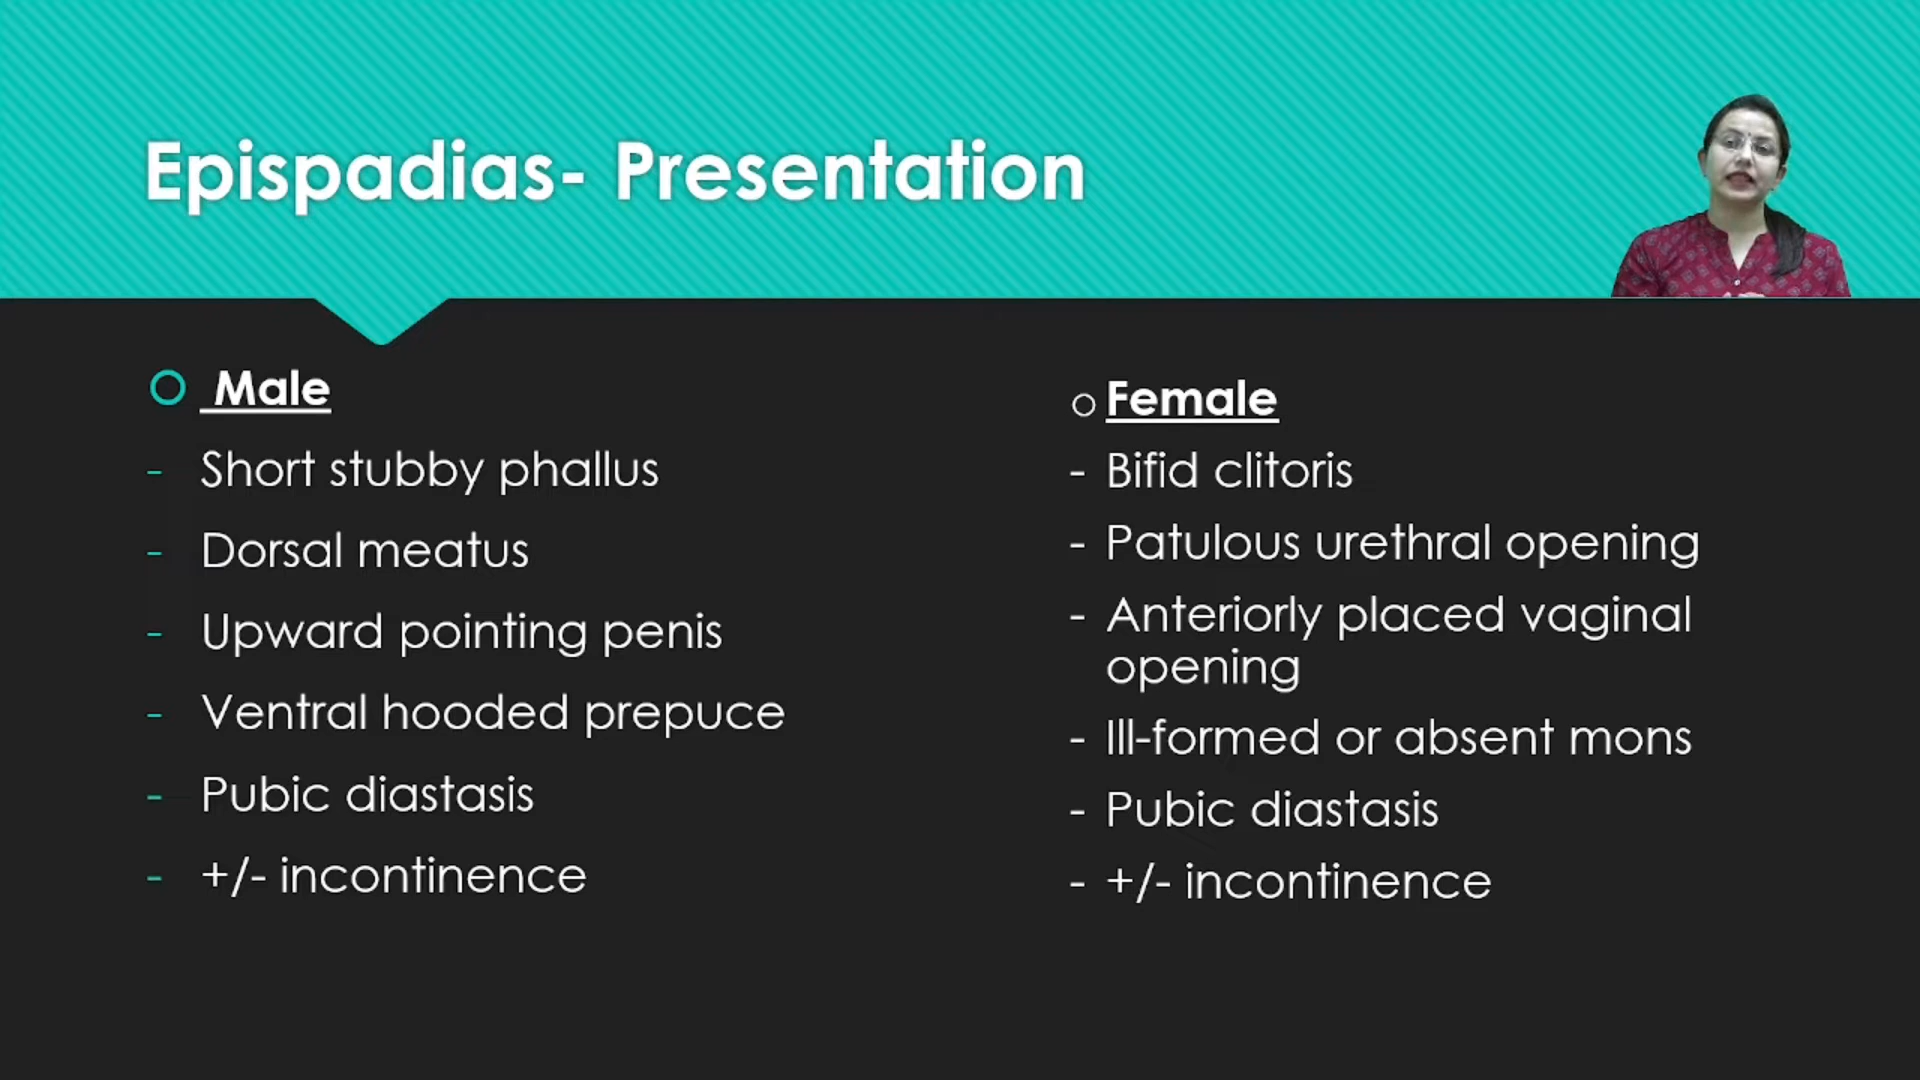 Epispadias- Presentation
Male
- Short stubby phallus
- Dorsal meatus
- Upward pointing penis
- Ventral hooded prepuce
- Pubic diastasis
- +/- incontinence
Female
- Bifid clitoris
- Patulous urethral opening
- Anteriorly placed vaginal
opening
- Ill-formed or absent mons
- Pubic diastasis
- +/- incontinence